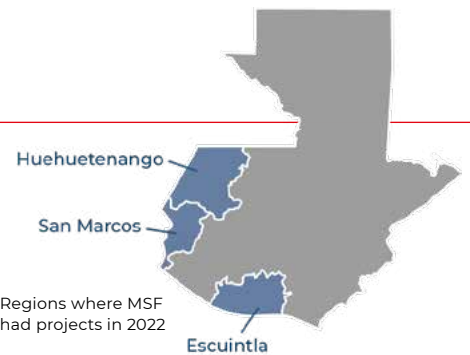 Huehuetenango
San Marcos
Regions where MSF
had projects in 2022
Escuintla